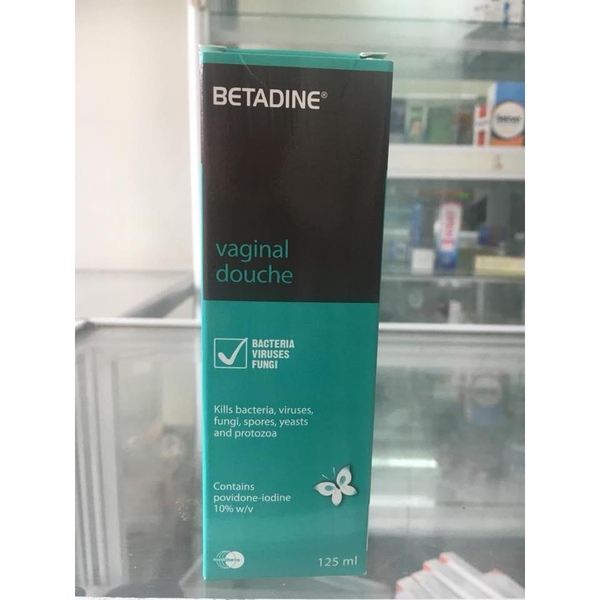 BETADINE®
vaginal
douche
BACTERIA
VIRUSES
FUNGI
Kills bacteria, viruses,
fungi, spores, yeasts
and protozoa
Contains
povidone-iodine
10% w/v
125 ml